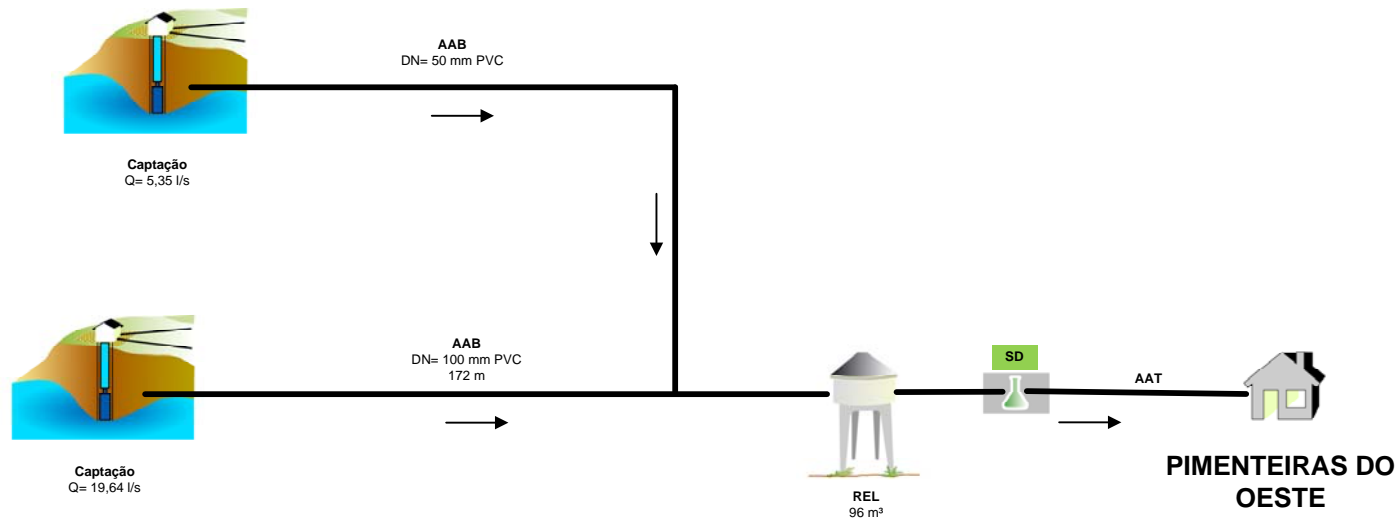 AAB
DN= 50 mm PVC
Captação
Q= 5,35 l/s
AAB
DN= 100 mm PVC
172 m
Captação
Q= 19,64 l/s
REL
96 m³
SD
AAT
PIMENTEIRAS DO
OESTE